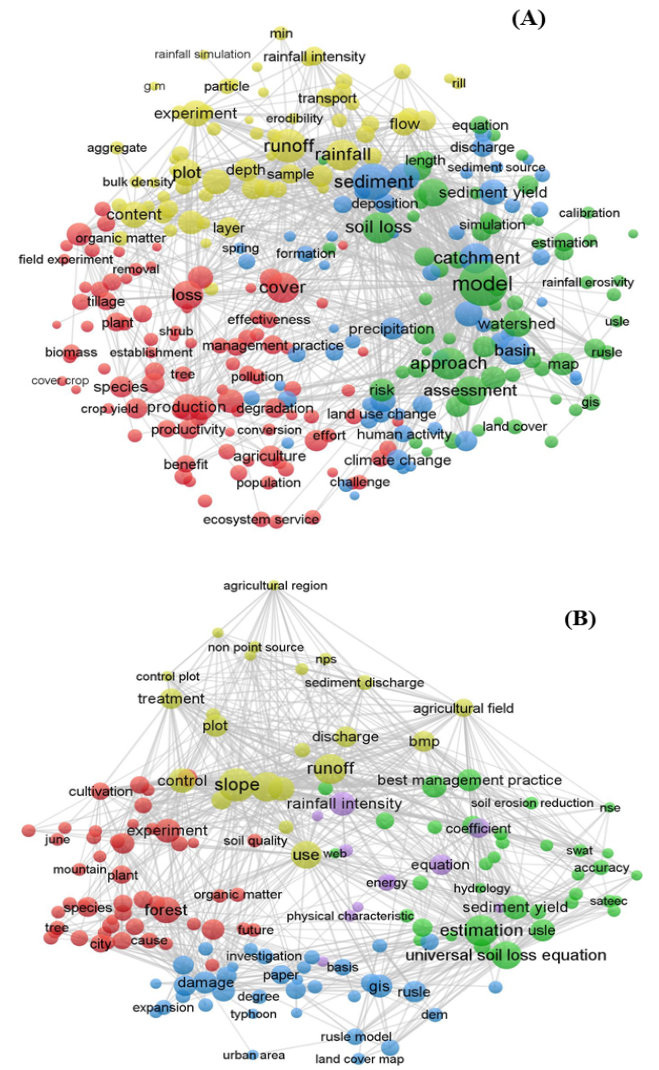 (A)
min
rainfall simulation
rainfall intensity
g.m
particle
rill
transport
experiment
erodibility
flow
equation
aggregate
runoff
rainfall
discharge
length
plot
depth
sample
sediment source
bulk density
sediment
sediment yield
deposition
content
calibration
layer
soil loss
simulation
organic matter
spring
formation
estimation
field experiment
catchment
removal
cover
model
rainfall erosivity
loss
tillage
plant
effectiveness
usle
shrub
precipitation
watershed
management practice
biomass
establishment
basin
rusle
approach
map
tree
pollution
cover crop
species
risk
assessment
gis
crop yield
production
degradation
land use change
land cover
productivity
conversion
effort
human activity
agriculture
benefit
climate change
population
challenge
ecosystem service
agricultural region
(B)
non point source
nps
control plot
sediment discharge
treatment
agricultural field
plot
discharge
bmp
runoff
control
slope
best management practice
cultivation
rainfall intensity
soil erosion reduction
nse
experiment
coefficient
june
soil quality
use
web
swat
mountain
equation
accuracy
plant
energy
hydrology
organic matter
species
forest
sediment yield
sateec
physical characteristic
tree
future
estimation
usle
city
cause
investigation
universal soil loss equation
paper
basis
damage
gis
degree
rusle
expansion
typhoon
dem
rusle model
urban area
land cover map